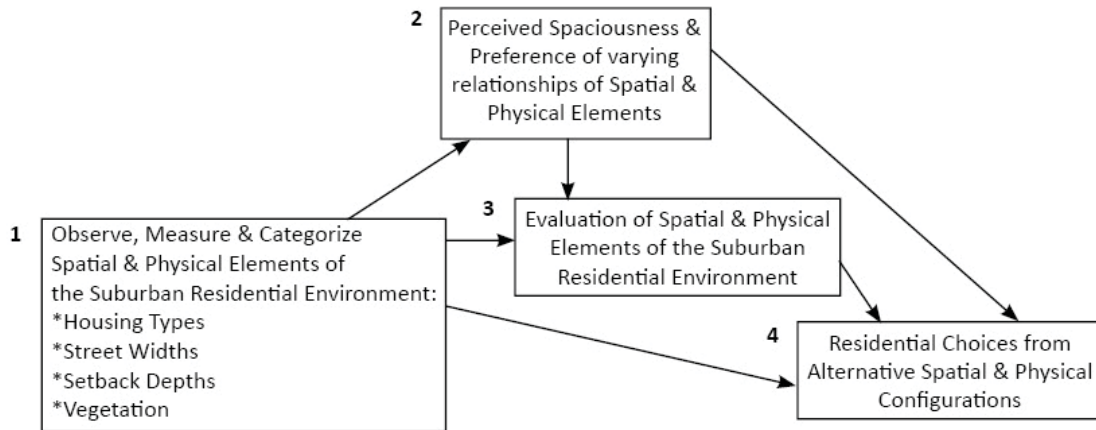 2
Perceived Spaciousness &
Preference of varying
relationships of Spatial &
Physical Elements
3
Evaluation of Spatial & Physical
Elements of the Suburban
Residential Environment
1
Observe, Measure & Categorize
Spatial & Physical Elements of
the Suburban Residential Environment:
*Housing Types
*Street Widths
*Setback Depths
*Vegetation
4
Residential Choices from
Alternative Spatial & Physical
Configurations